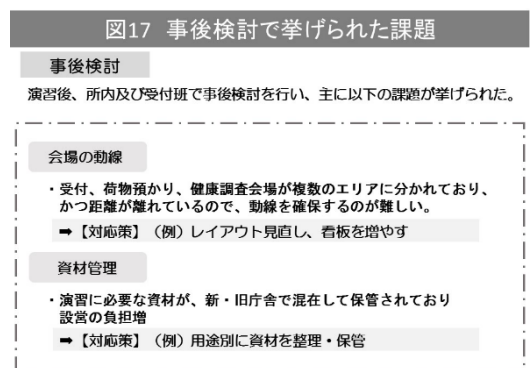 図17 事後検討で挙げられた課題
事後検討
演習後、所内及び受付班で事後検討を行い、主に以下の課題が挙げられた。
会場の動線
・受付、荷物預かり、健康調査会場が複数のエリアに分かれており、
かつ距離が離れているので、動線を確保するのが難しい。
➡【対応策】（例）レイアウト見直し、看板を増やす
資材管理
・演習に必要な資材が、新・旧庁舎で混在して保管されており
設営の負担増
➡【対応策】（例）用途別に資材を整理・保管